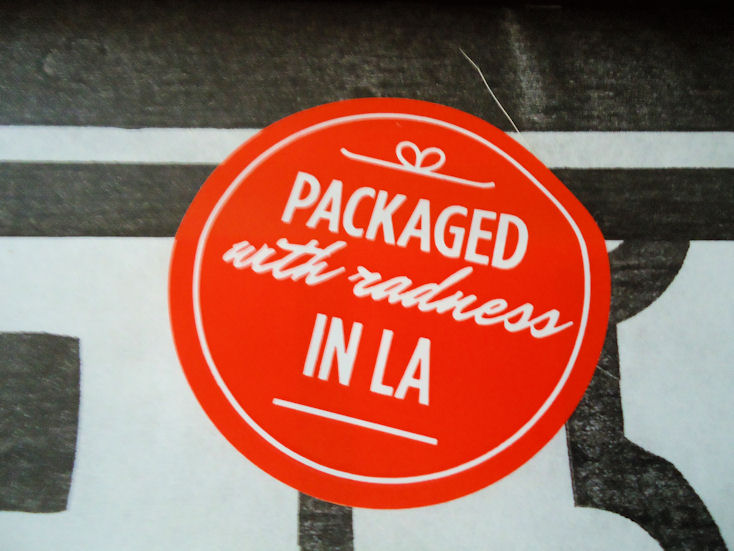 PACKAGED
with radness
IN LA